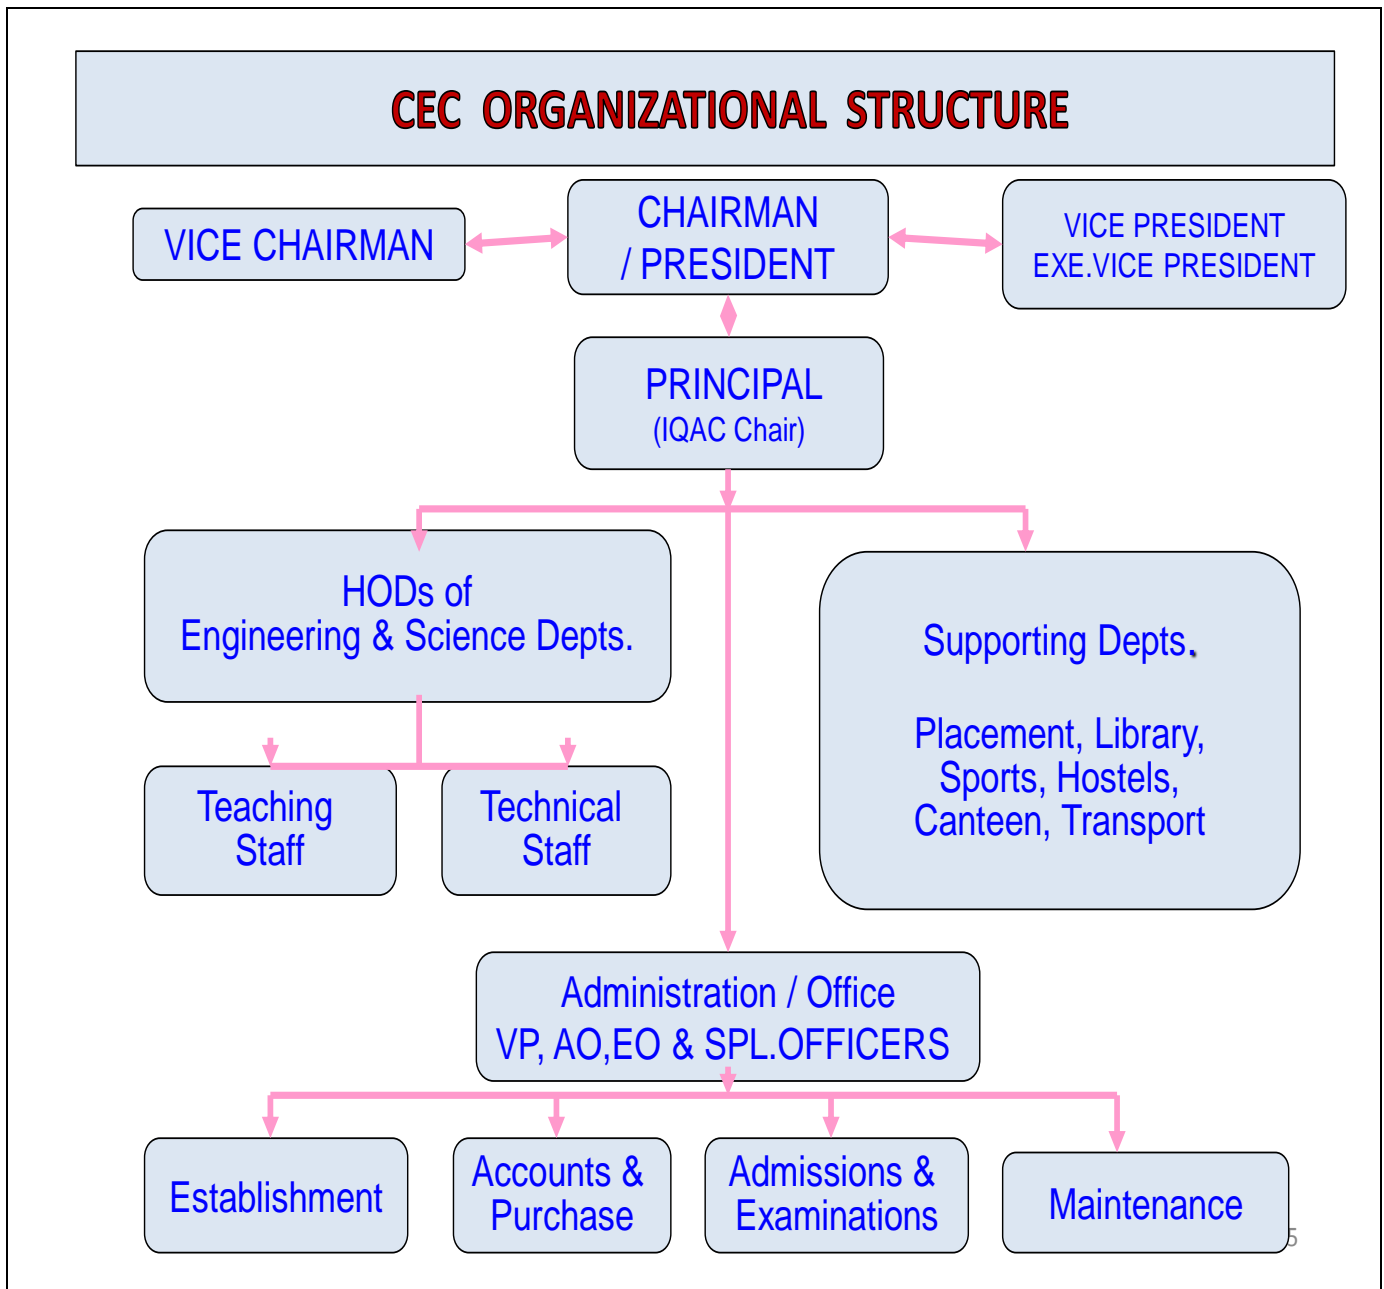 CEC ORGANIZATIONAL STRUCTURE
VICE CHAIRMAN
CHAIRMAN
/ PRESIDENT
VICE PRESIDENT
EXE.VICE PRESIDENT
PRINCIPAL
(IQAC Chair)
HODs of
Engineering & Science Depts.
Supporting Depts.
Placement, Library,
Sports, Hostels,
Canteen, Transport
Teaching
Staff
Technical
Staff
Administration / Office
VP, AO,EO & SPL.OFFICERS
Establishment
Accounts &
Purchase
Admissions &
Examinations
Maintenance
5